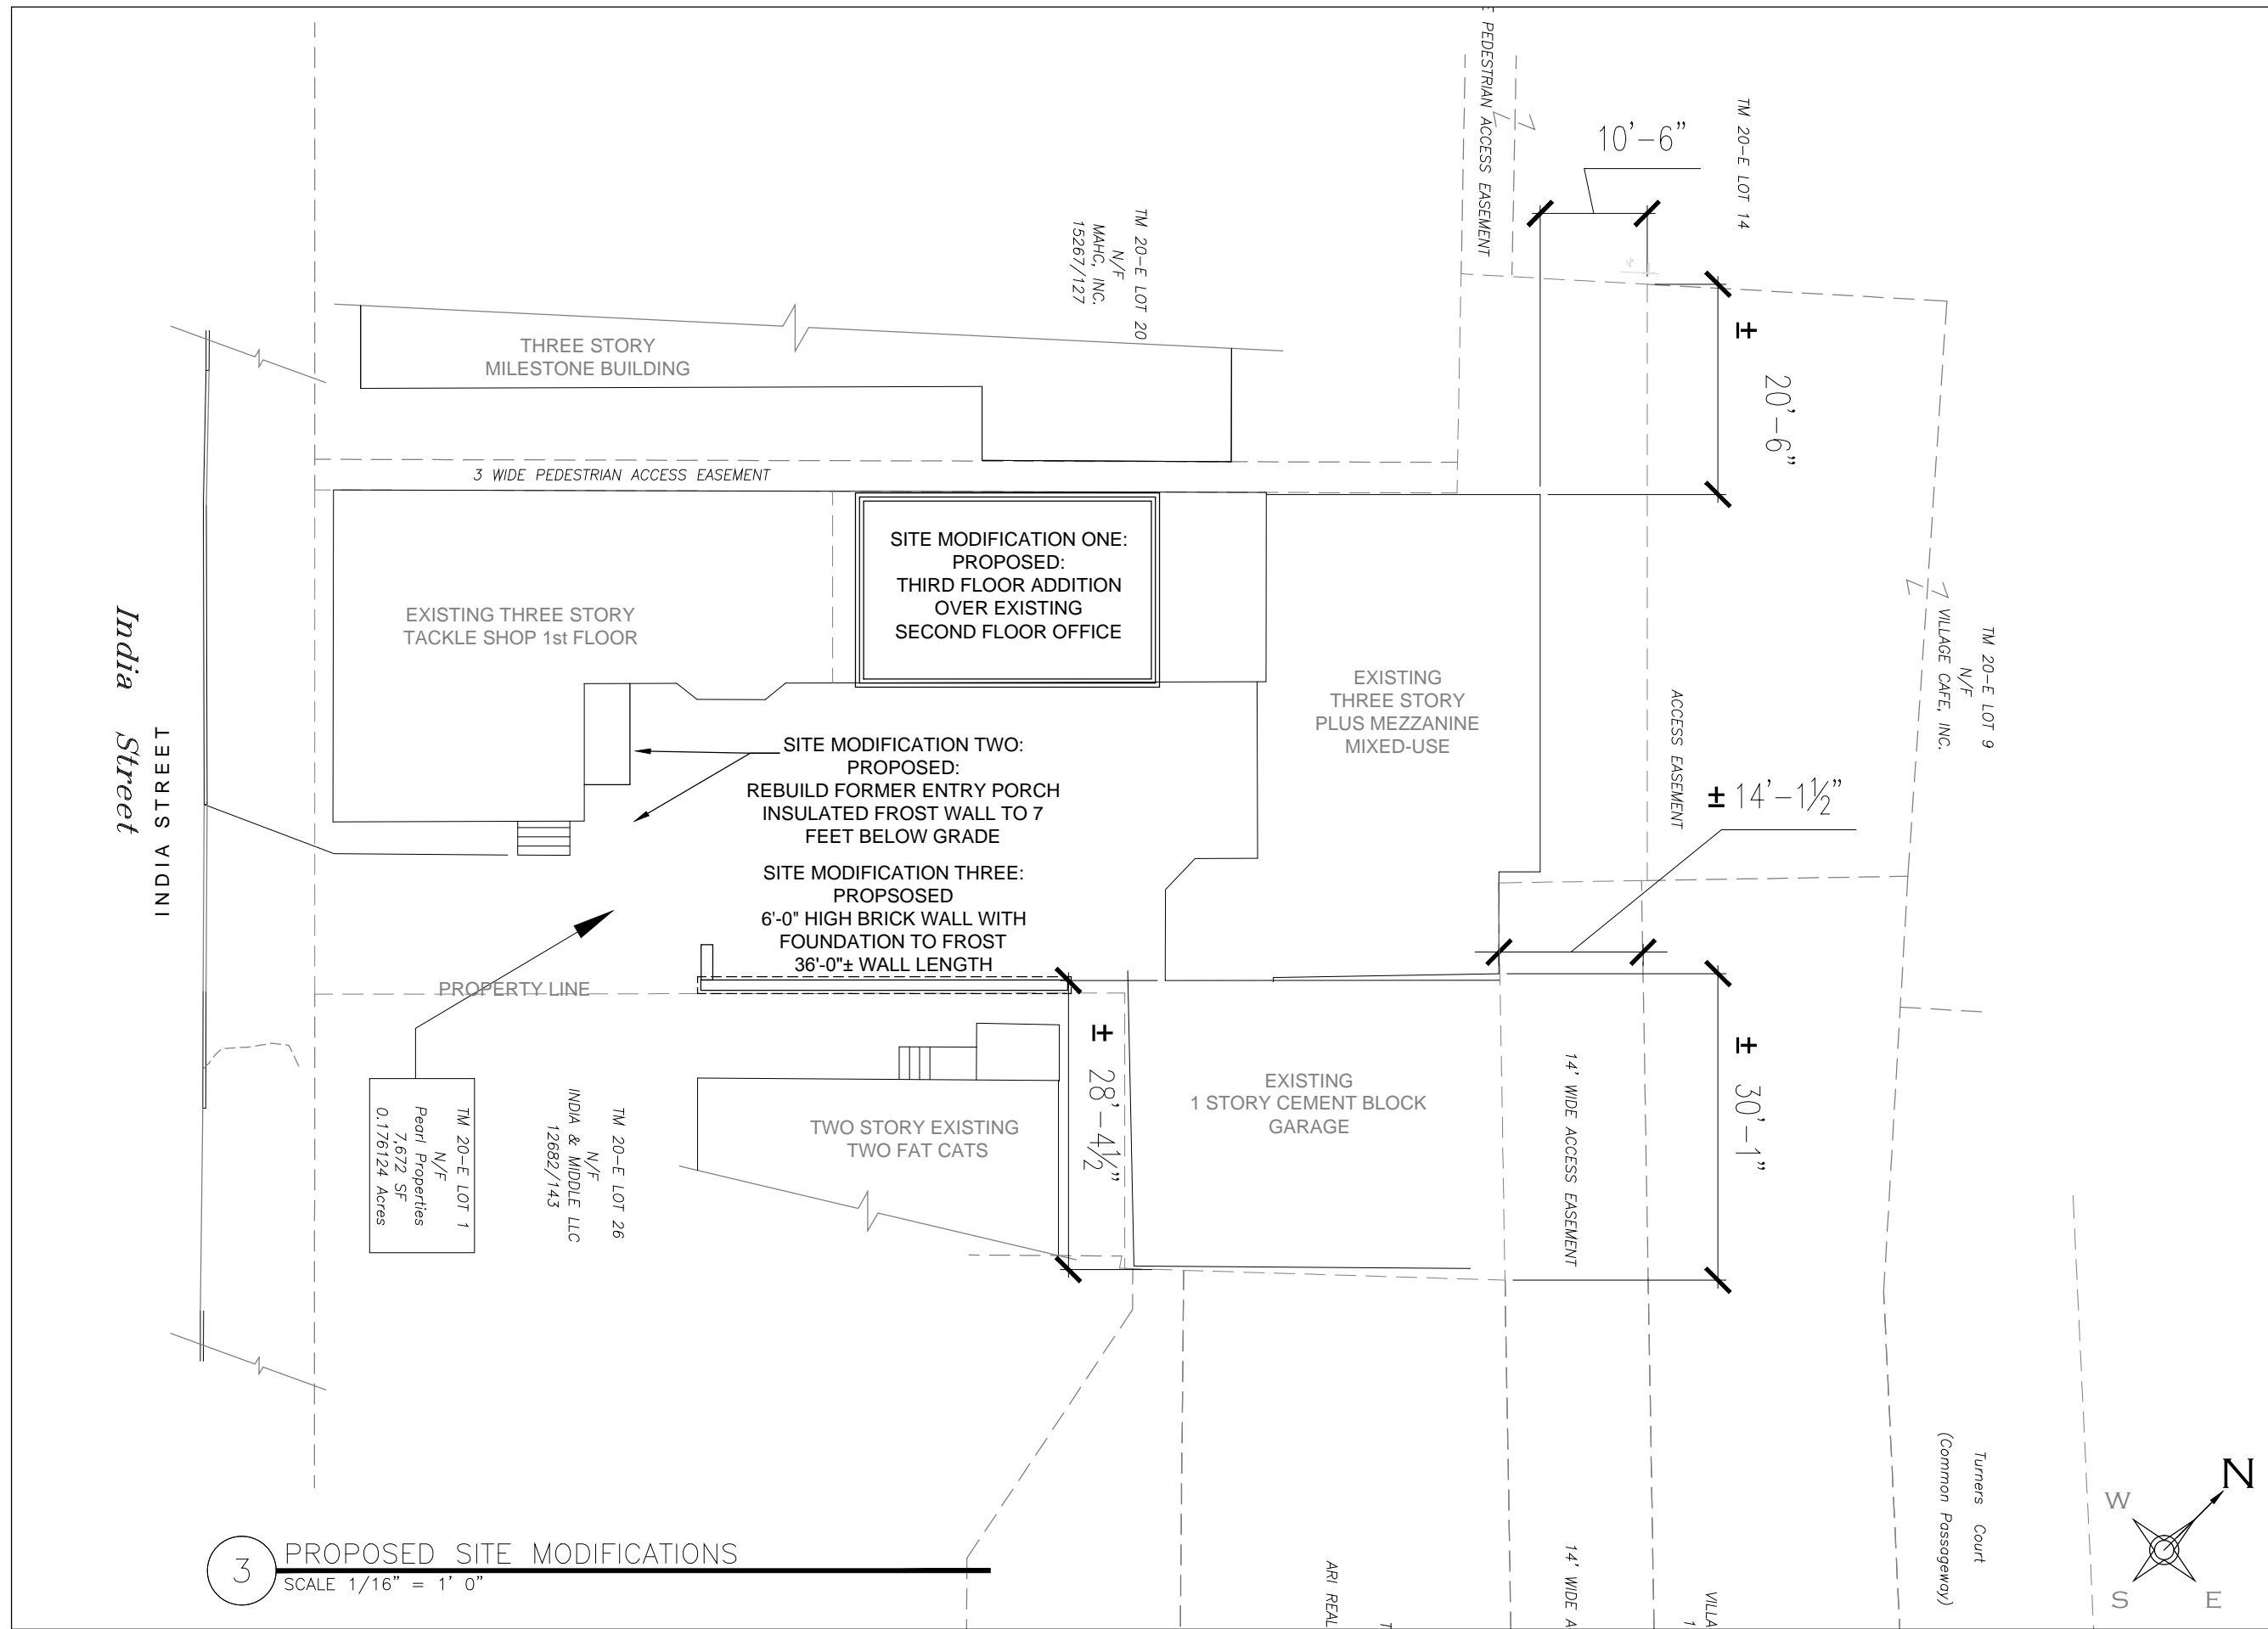 PEDESTRIAN ACCESS EASEMENT
TM 20-E LOT 14
10'-6"
TM 20-E LOT 20
N/F
MAHC, INC.
15267/127
± 20'-6"
THREE STORY
MILESTONE BUILDING
3 WIDE PEDESTRIAN ACCESS EASEMENT
SITE MODIFICATION ONE:
PROPOSED:
THIRD FLOOR ADDITION
OVER EXISTING
SECOND FLOOR OFFICE
EXISTING THREE STORY
TACKLE SHOP 1st FLOOR
EXISTING
THREE STORY
PLUS MEZZANINE
MIXED-USE
TM 20-E LOT 9
N/F
VILLAGE CAFE, INC.
ACCESS EASEMENT
India Street
INDIA STREET
SITE MODIFICATION TWO:
PROPOSED:
REBUILD FORMER ENTRY PORCH
INSULATED FROST WALL TO 7
FEET BELOW GRADE
± 14'-1½"
SITE MODIFICATION THREE:
PROPSOSED
6'-0" HIGH BRICK WALL WITH
FOUNDATION TO FROST
36'-0"± WALL LENGTH
PROPERTY LINE
TM 20-E LOT 1
N/F
Pearl Properties
7,672 SF
0.176124 Acres
TM 20-E LOT 26
N/F
INDIA & MIDDLE LLC
12682/143
TWO STORY EXISTING
TWO FAT CATS
± 28'-4½"
EXISTING
1 STORY CEMENT BLOCK
GARAGE
14' WIDE ACCESS EASEMENT
± 30'-1"
Turners Court
(Common Passageway)
N
W
S
E
3
PROPOSED SITE MODIFICATIONS
SCALE 1/16" = 1' 0"
ARI REAL
T
14' WIDE A
VILLA
1